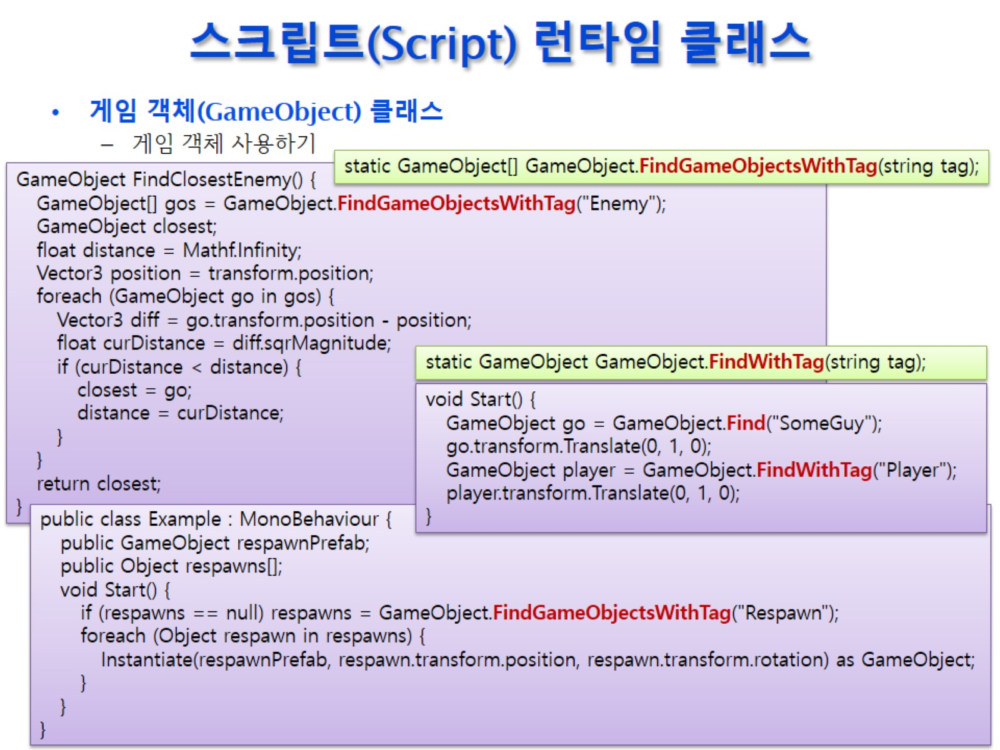 스크립트(Script) 런타임 클래스
• 게임 객체(GameObject) 클래스
– 게임 객체 사용하기
static GameObject[] GameObject.FindGameObjectsWithTag(string tag);
GameObject FindClosestEnemy() {
GameObject[] gos = GameObject.FindGameObjectsWithTag("Enemy");
GameObject closest;
float distance = Mathf.Infinity;
Vector3 position = transform.position;
foreach (GameObject go in gos) {
Vector3 diff = go.transform.position - position;
float curDistance = diff.sqrMagnitude;
if (curDistance < distance) {
closest = go;
distance = curDistance;
}
}
return closest;
}
static GameObject GameObject.FindWithTag(string tag);
void Start() {
GameObject go = GameObject.Find("SomeGuy");
go.transform.Translate(0, 1, 0);
GameObject player = GameObject.FindWithTag("Player");
player.transform.Translate(0, 1, 0);
}
public class Example : MonoBehaviour {
public GameObject respawnPrefab;
public Object respawns[];
void Start() {
if (respawns == null) respawns = GameObject.FindGameObjectsWithTag("Respawn");
foreach (Object respawn in respawns) {
Instantiate(respawnPrefab, respawn.transform.position, respawn.transform.rotation) as GameObject;
}
}
}